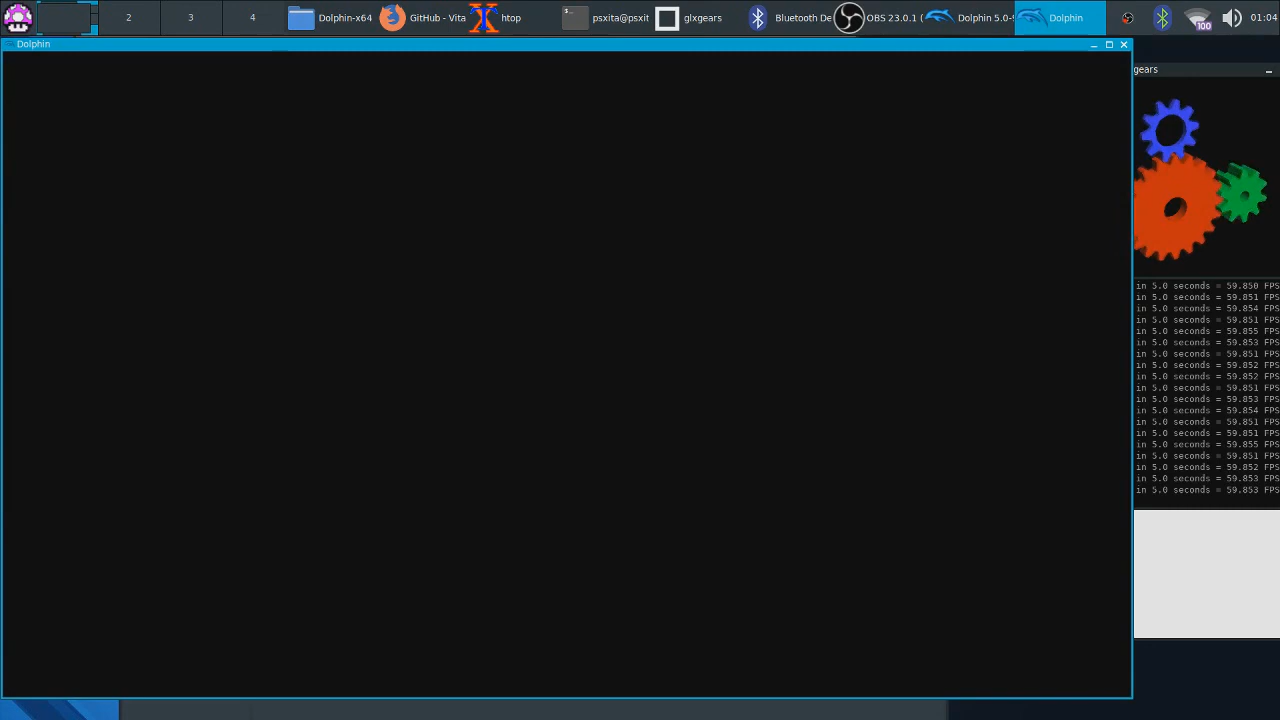 2
3
4
Dolphin-x64
GitHub - Vita
htop
psxita@psxit
glxgears
Bluetooth De
OBS 23.0.1 (
Dolphin 5.0-9
Dolphin
100
01:04
Dolphin
gears
in 5.0 seconds = 59.850 FPS
in 5.0 seconds = 59.851 FPS
in 5.0 seconds = 59.854 FPS
in 5.0 seconds = 59.851 FPS
in 5.0 seconds = 59.855 FPS
in 5.0 seconds = 59.853 FPS
in 5.0 seconds = 59.851 FPS
in 5.0 seconds = 59.852 FPS
in 5.0 seconds = 59.852 FPS
in 5.0 seconds = 59.851 FPS
in 5.0 seconds = 59.853 FPS
in 5.0 seconds = 59.854 FPS
in 5.0 seconds = 59.851 FPS
in 5.0 seconds = 59.851 FPS
in 5.0 seconds = 59.855 FPS
in 5.0 seconds = 59.851 FPS
in 5.0 seconds = 59.852 FPS
in 5.0 seconds = 59.853 FPS
in 5.0 seconds = 59.853 FPS